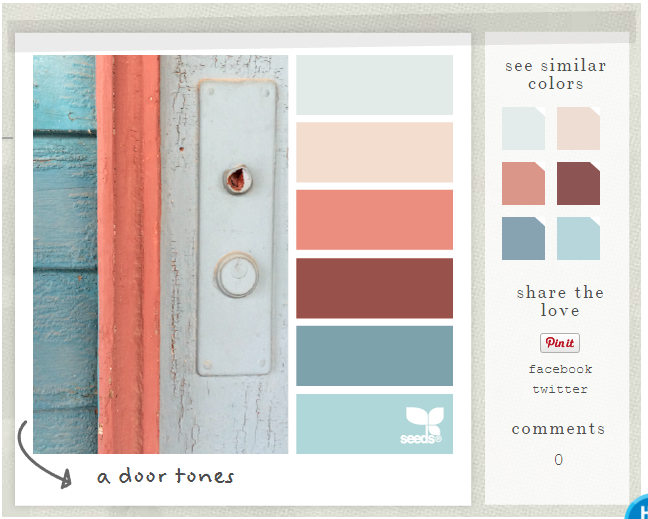 seeds®
a door tones
see similar
colors
share the
love
Pin it
facebook
twitter
comments
0
H